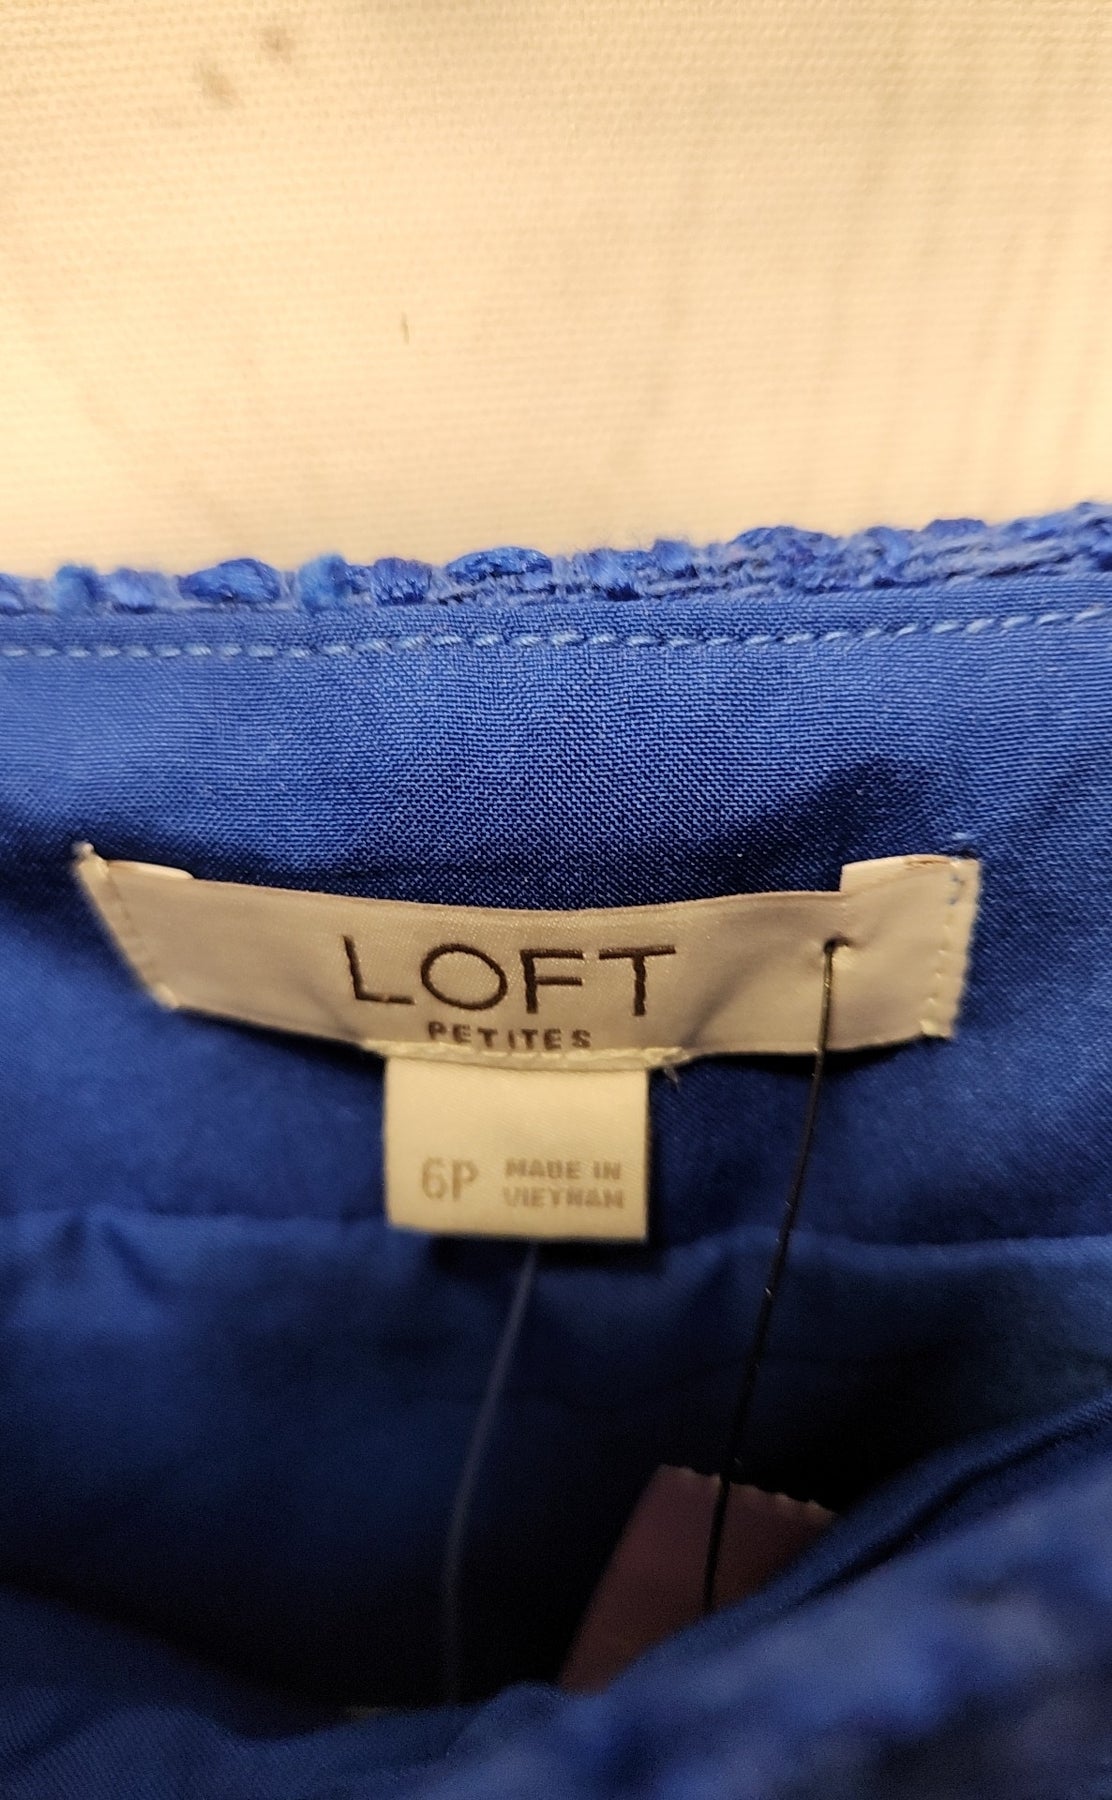 LOFT
PETITES
6P MADE IN
VIETNAM